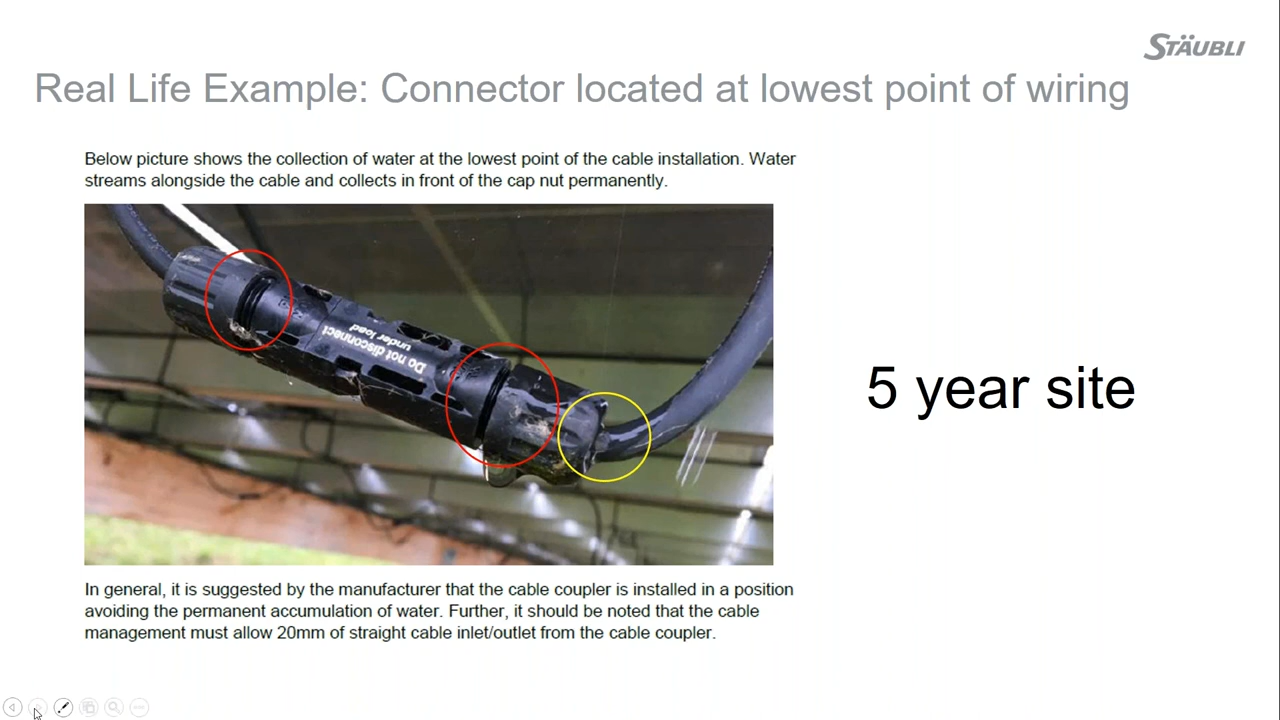 STÄUBLI
Real Life Example: Connector located at lowest point of wiring
Below picture shows the collection of water at the lowest point of the cable installation. Water
streams alongside the cable and collects in front of the cap nut permanently.
Do not disconnect
under load
5 year site
In general, it is suggested by the manufacturer that the cable coupler is installed in a position
avoiding the permanent accumulation of water. Further, it should be noted that the cable
management must allow 20mm of straight cable inlet/outlet from the cable coupler.